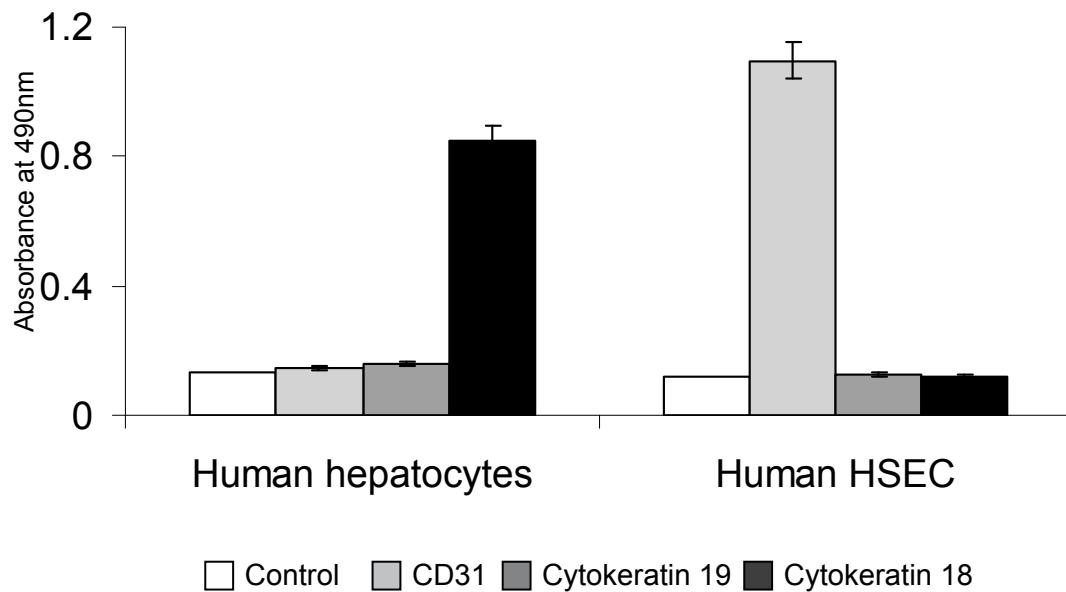 1.2
0.8
0.4
0
Absorbance at 490nm
Human hepatocytes
Human HSEC
Control
CD31
Cytokeratin 19
Cytokeratin 18